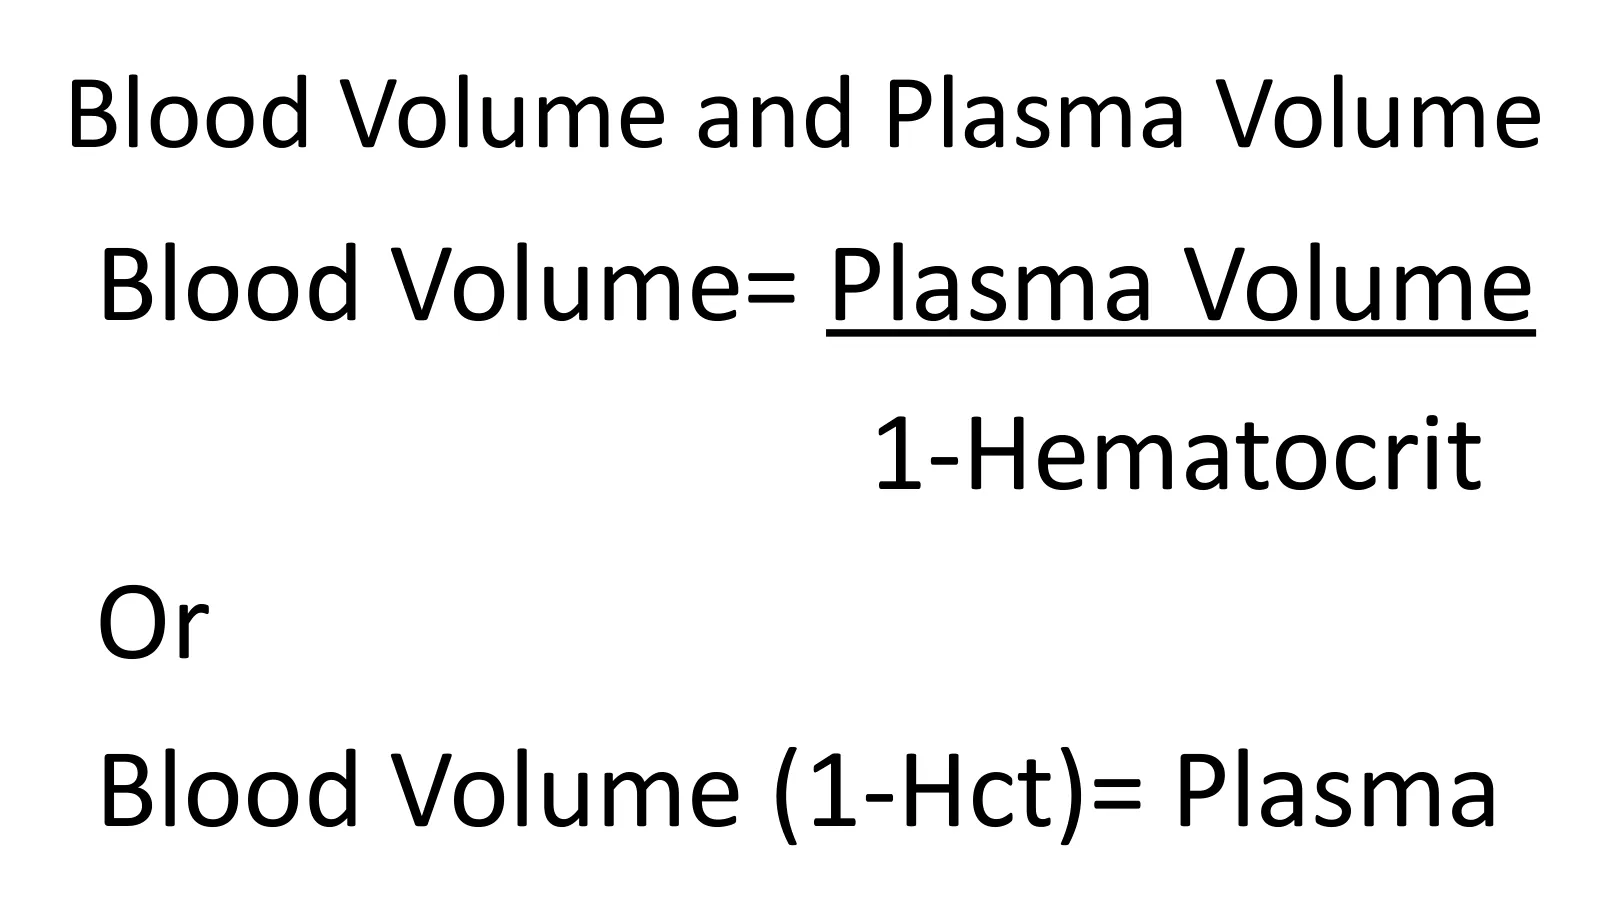 Blood Volume and Plasma Volume
Blood Volume= Plasma Volume
1-Hematocrit
Or
Blood Volume (1-Hct)= Plasma